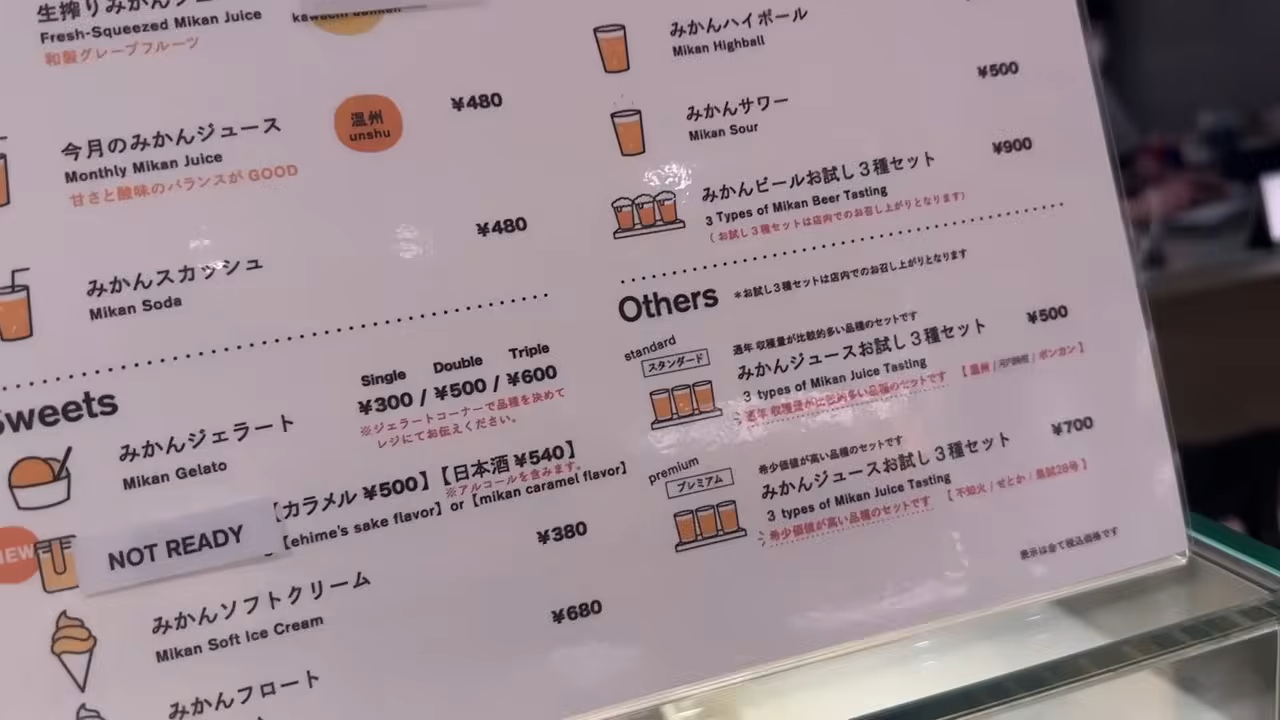 生搾りみかんジュース
Fresh-Squeezed Mikan Juice
和製グレープフルーツ
kawachi bankan
今月のみかんジュース
Monthly Mikan Juice
甘さと酸味のバランスが GOOD
温州
unshu
¥480
みかんスカッシュ
Mikan Soda
¥480
Sweets
みかんジェラート
Mikan Gelato
Single Double Triple
¥300 / ¥500 / ¥600
※ジェラートコーナーで品種を決めて
レジにてお伝えください。
NEW
NOT READY
【カラメル ¥500】【日本酒 ¥540】
※アルコールを含みます。
【ehime's sake flavor】or【mikan caramel flavor】
みかんソフトクリーム
Mikan Soft Ice Cream
¥380
みかんフロート
¥680
みかんハイボール
Mikan Highball
みかんサワー
Mikan Sour
¥500
みかんビールお試し3種セット
3 Types of Mikan Beer Tasting
(お試し3種セットは店内でのお召し上がりとなります)
¥900
Others
*お試し3種セットは店内でのお召し上がりとなります
standard
スタンダード
通年 収穫量が比較的多い品種のセットです
みかんジュースお試し3種セット
3 types of Mikan Juice Tasting
通年 収穫量が比較的多い品種のセットです
【温州 / 河内晩柑 / ポンカン】
¥500
premium
プレミアム
希少価値が高い品種のセットです
みかんジュースお試し3種セット
3 types of Mikan Juice Tasting
希少価値が高い品種のセットです
【不知火 / せとか / 愛試28号】
¥700
表示は全て税込価格です